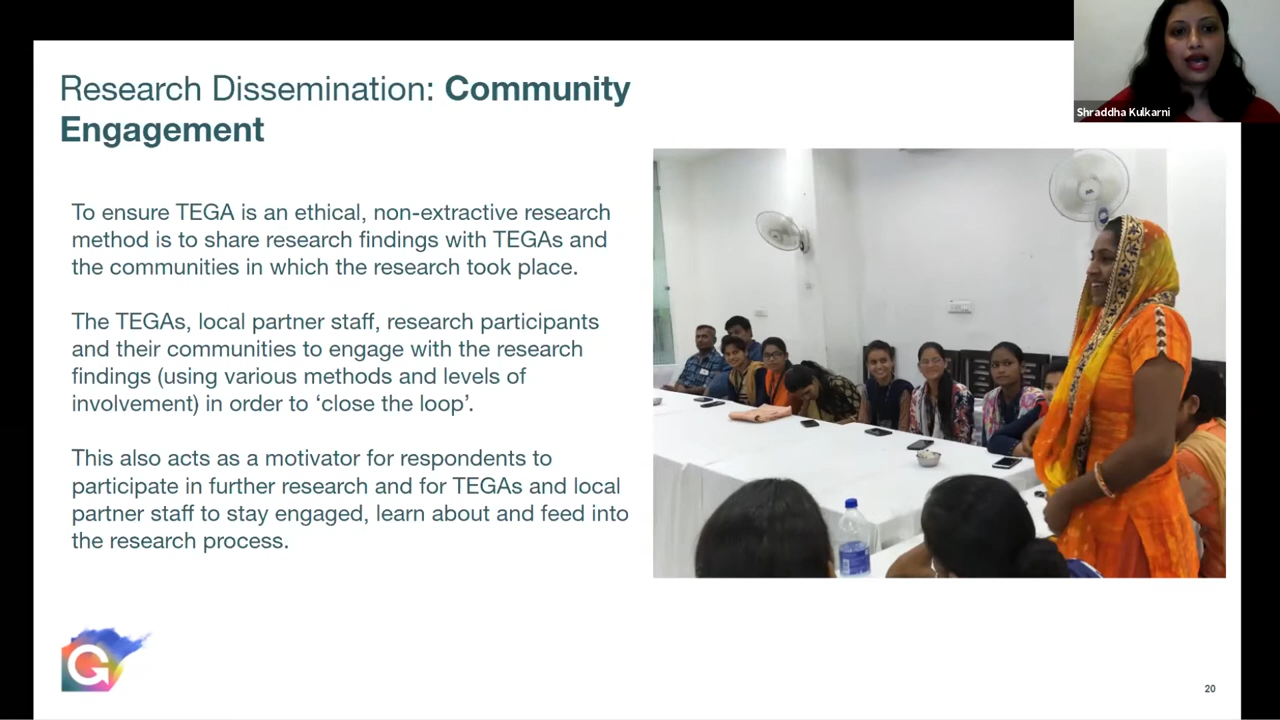 Research Dissemination: Community
Engagement
Shraddha Kulkarni
To ensure TEGA is an ethical, non-extractive research
method is to share research findings with TEGAs and
the communities in which the research took place.
The TEGAs, local partner staff, research participants
and their communities to engage with the research
findings (using various methods and levels of
involvement) in order to ‘close the loop’.
This also acts as a motivator for respondents to
participate in further research and for TEGAs and local
partner staff to stay engaged, learn about and feed into
the research process.
G
20